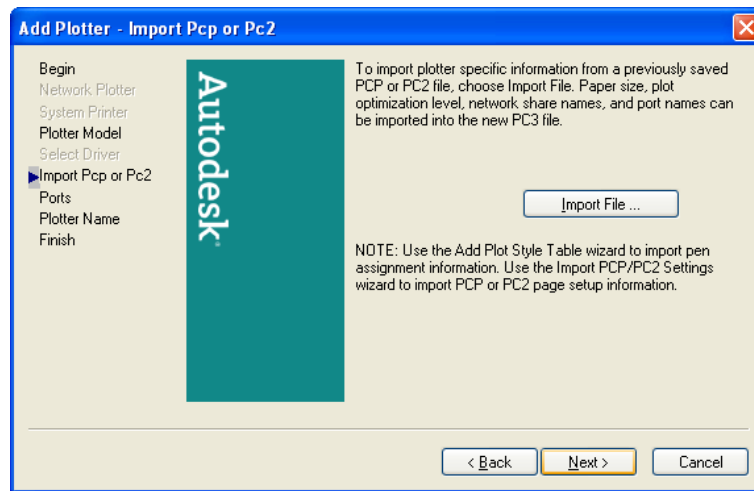 Add Plotter - Import Pcp or Pc2
Begin
Network Plotter
System Printer
Plotter Model
Select Driver
Import Pcp or Pc2
Ports
Plotter Name
Finish
Autodesk
To import plotter specific information from a previously saved
PCP or PC2 file, choose Import File. Paper size, plot
optimization level, network share names, and port names can
be imported into the new PC3 file.
Import File ...
NOTE: Use the Add Plot Style Table wizard to import pen
assignment information. Use the Import PCP/PC2 Settings
wizard to import PCP or PC2 page setup information.
< Back
Next >
Cancel